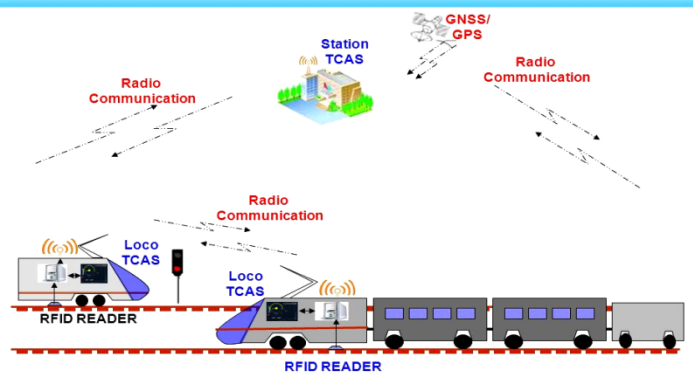 GNSS/
GPS
Station
TCAS
Radio
Communication
Radio
Communication
Radio
Communication
Loco
TCAS
Loco
TCAS
RFID READER
RFID READER